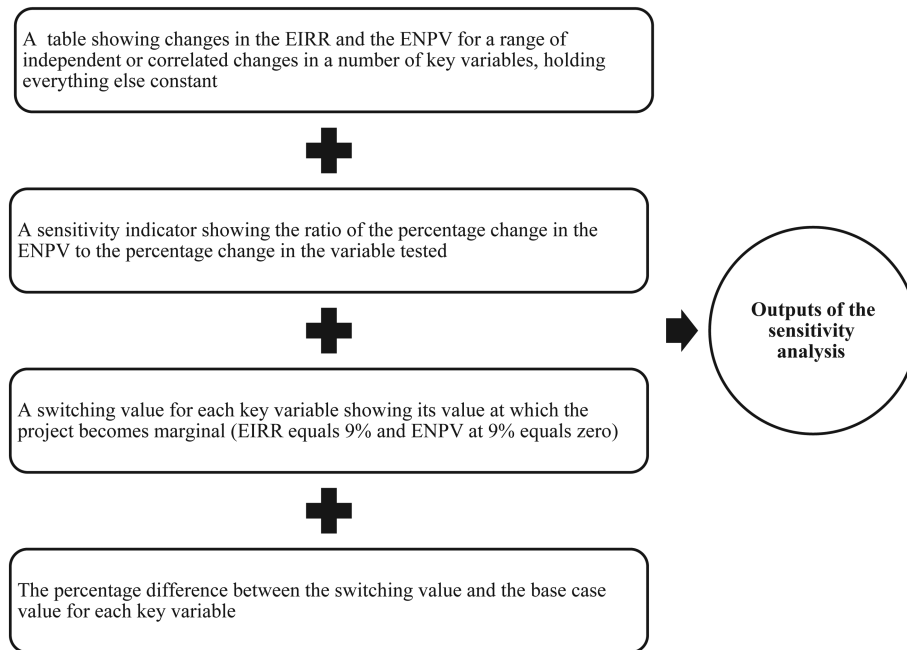 A table showing changes in the EIRR and the ENPV for a range of
independent or correlated changes in a number of key variables, holding
everything else constant
A sensitivity indicator showing the ratio of the percentage change in the
ENPV to the percentage change in the variable tested
Outputs of the
sensitivity
analysis
A switching value for each key variable showing its value at which the
project becomes marginal (EIRR equals 9% and ENPV at 9% equals zero)
The percentage difference between the switching value and the base case
value for each key variable